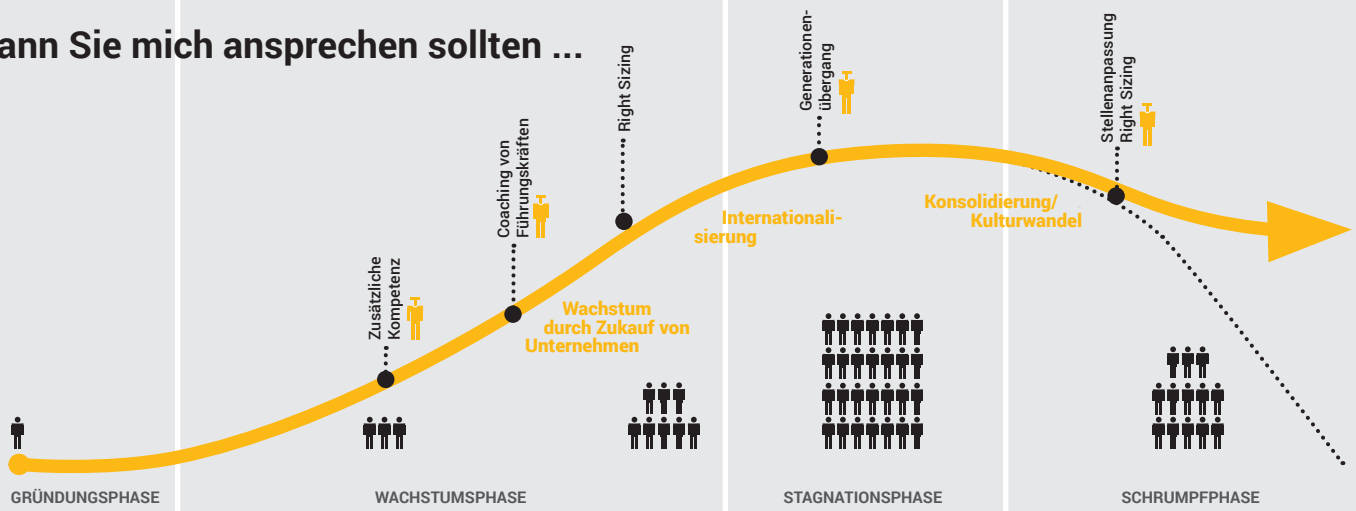 ann Sie mich ansprechen sollten ...
Zusätzliche
Kompetenz
Coaching von
Führungskräften
Right Sizing
Generationen-
übergang
Stellenanpassung
Right Sizing
Wachstum
durch Zukauf von
Unternehmen
Internationali-
sierung
Konsolidierung/
Kulturwandel
GRÜNDUNGSPHASE
WACHSTUMSPHASE
STAGNATIONSPHASE
SCHRUMPFPHASE